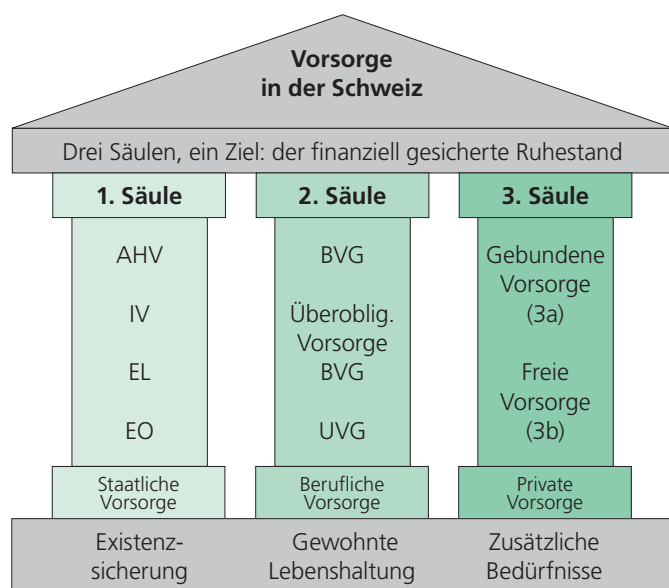 Vorsorge
in der Schweiz
Drei Säulen, ein Ziel: der finanziell gesicherte Ruhestand
1. Säule
AHV
IV
EL
EO
Staatliche
Vorsorge
Existenz-
sicherung
2. Säule
BVG
Überoblig.
Vorsorge
BVG
UVG
Berufliche
Vorsorge
Gewohnte
Lebenshaltung
3. Säule
Gebundene
Vorsorge
(3a)
Freie
Vorsorge
(3b)
Private
Vorsorge
Zusätzliche
Bedürfnisse